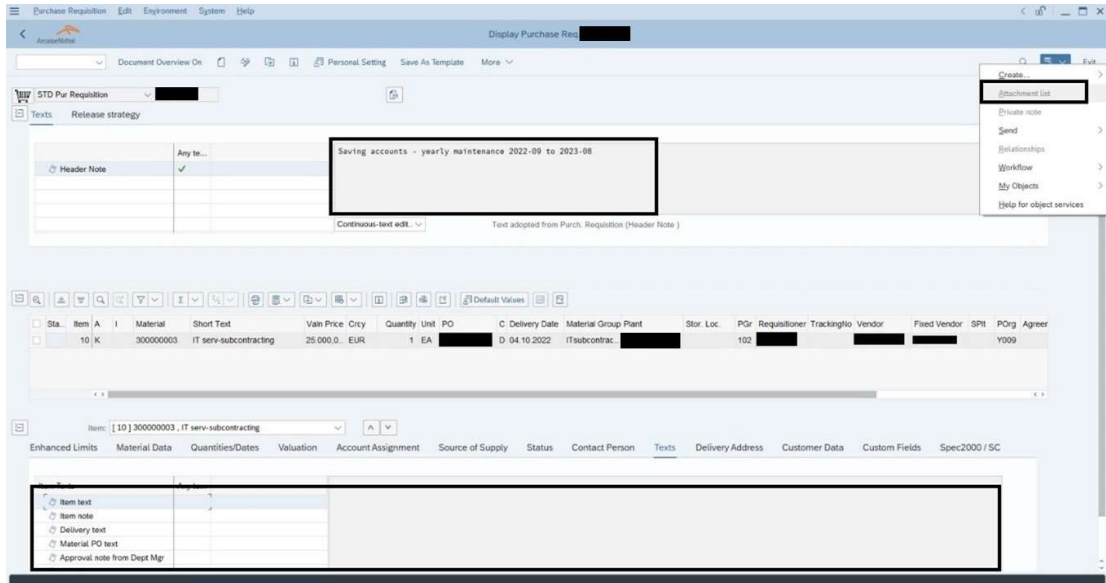 Purchase Requisition Edit Environment System Help
ArcelorMittal
Display Purchase Req.
Document Overview On Personal Setting Save As Template More Exit
Create...
Attachment list
Private note
Send
Relationships
Workflow
My Objects
Help for object services
STD Pur Requisition
Texts Release strategy
Any te...
Header Note
Saving accounts - yearly maintenance 2022-09 to 2023-08
Continuous-text edit.. Text adopted from Purch. Requisition (Header Note )
Default Values
Sta.. Item A I Material Short Text Valn Price Crcy Quantity Unit PO C Delivery Date Material Group Plant Stor. Loc. PGr Requisitioner TrackingNo Vendor Fixed Vendor SPlt POrg Agreer
10 K 300000003 IT serv-subcontracting 25.000,0.. EUR 1 EA D 04.10.2022 ITsubcontrac.. 102 Y009
Item: [ 10 ] 300000003 , IT serv-subcontracting
Enhanced Limits Material Data Quantities/Dates Valuation Account Assignment Source of Supply Status Contact Person Texts Delivery Address Customer Data Custom Fields Spec2000 / SC
Item text
Item note
Delivery text
Material PO text
Approval note from Dept Mgr